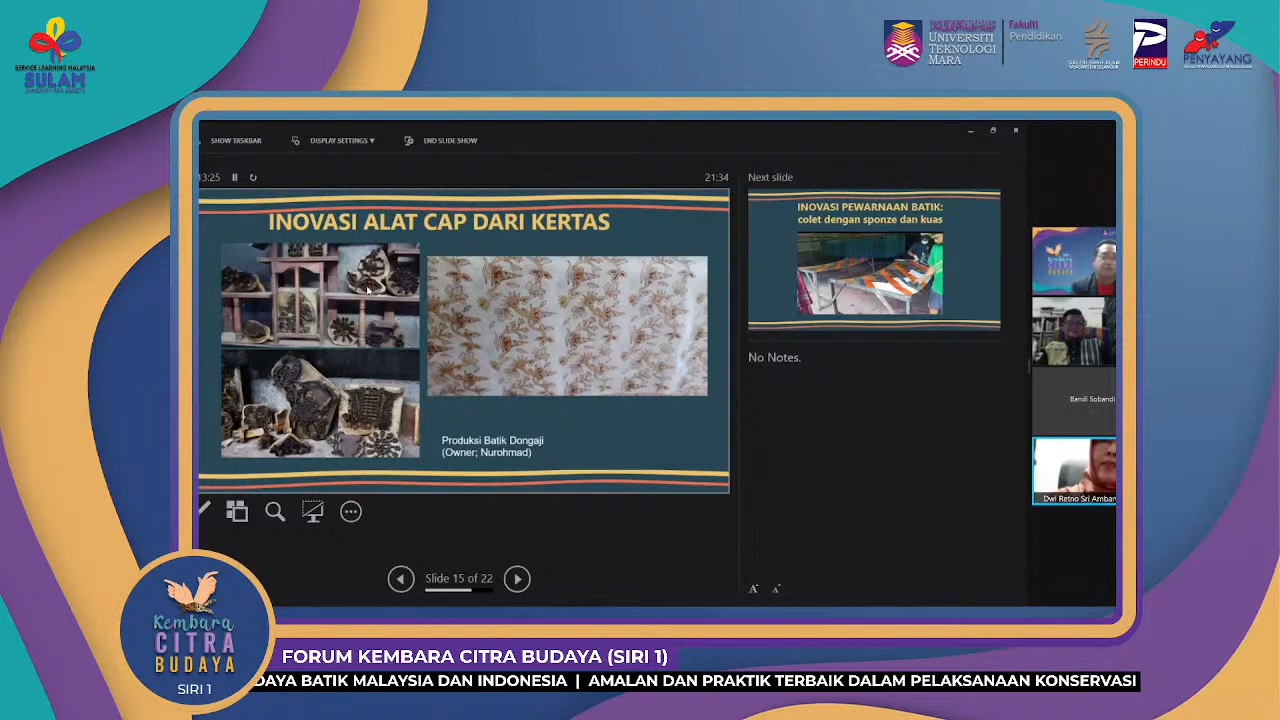 SERVICE LEARNING MALAYSIA
SULAM
UNIVERSITI
TEKNOLOGI
MARA
Fakulti
Pendidikan
PERINDU
PENYAYANG
SHOW TASKBAR
DISPLAY SETTINGS ▼
END SLIDE SHOW
13:25
21:34
Next slide
INOVASI ALAT CAP DARI KERTAS
Produksi Batik Dongaji
(Owner; Nurohmad)
INOVASI PEWARNAAN BATIK:
colet dengan sponze dan kuas
No Notes.
Bandi Sobandi
Dwi Retno Sri Ambarw
Slide 15 of 22
Kembara
CITRA
BUDAYA
SIRI 1
FORUM KEMBARA CITRA BUDAYA (SIRI 1)
DAYA BATIK MALAYSIA DAN INDONESIA | AMALAN DAN PRAKTIK TERBAIK DALAM PELAKSANAAN KONSERVASI